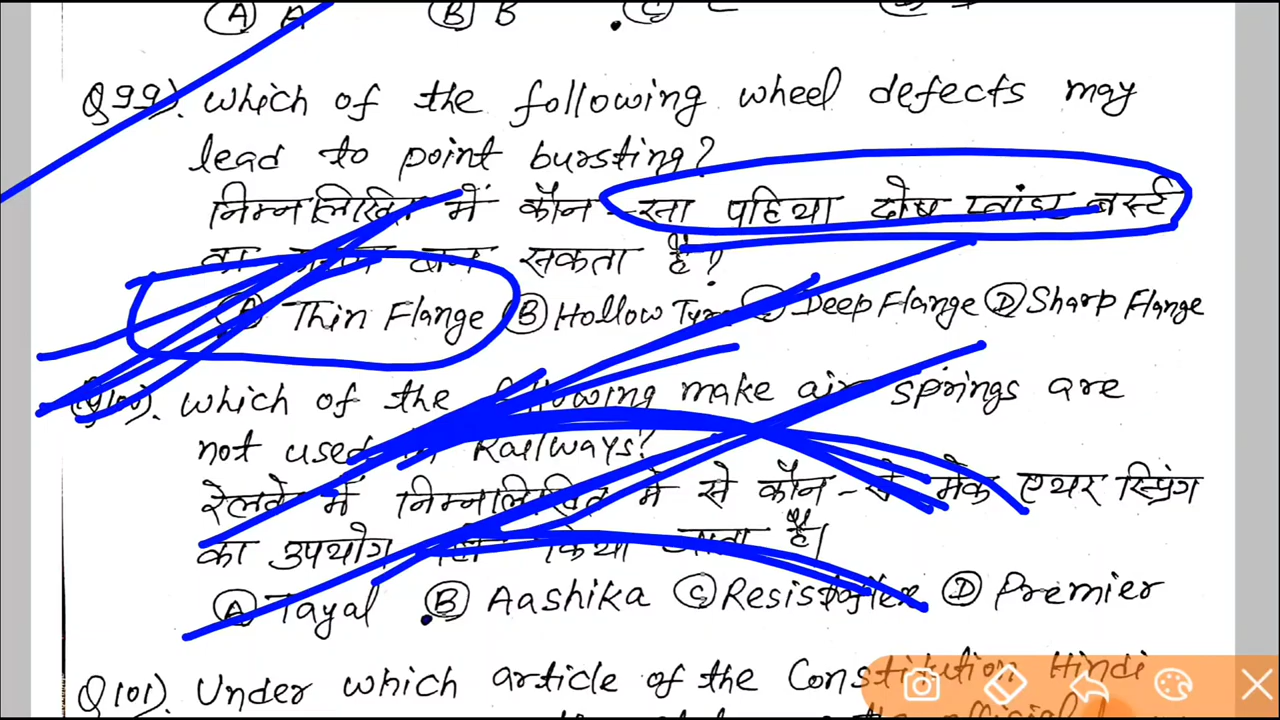 Ⓐ A Ⓑ B Ⓒ C
Q99). Which of the following wheel defects may
lead to point bursting?
निम्नलिखित में कौन-सा पहिया दोष प्वांइट बर्स्ट
का कारण बन सकता है?
Ⓐ Thin Flange Ⓑ Hollow Tyre Ⓒ Deep Flange Ⓓ Sharp Flange
Q100). Which of the following make air springs are
not used in Railways?
रेलवे में निम्नलिखित में से कौन-से मेक एयर स्प्रिंग
का उपयोग नहीं किया जाता है।
Ⓐ Tayal Ⓑ Aashika Ⓒ Resistoflex Ⓓ Premier
Q101). Under which article of the Constitution Hindi